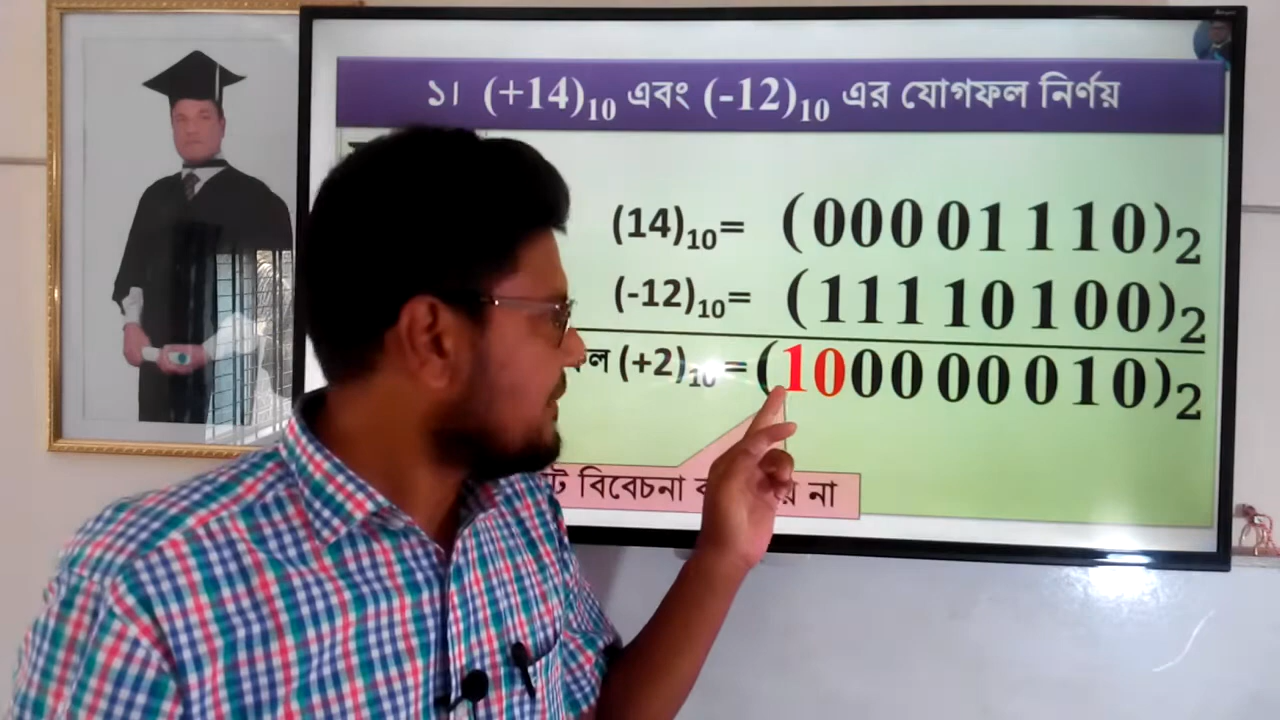 ১। (+14)₁₀ এবং (-12)₁₀ এর যোগফল নির্ণয়
(14)₁₀= (00001110)₂
(-12)₁₀= (11110100)₂
(+2)₁₀ = (100000010)₂
বিবেচনা না